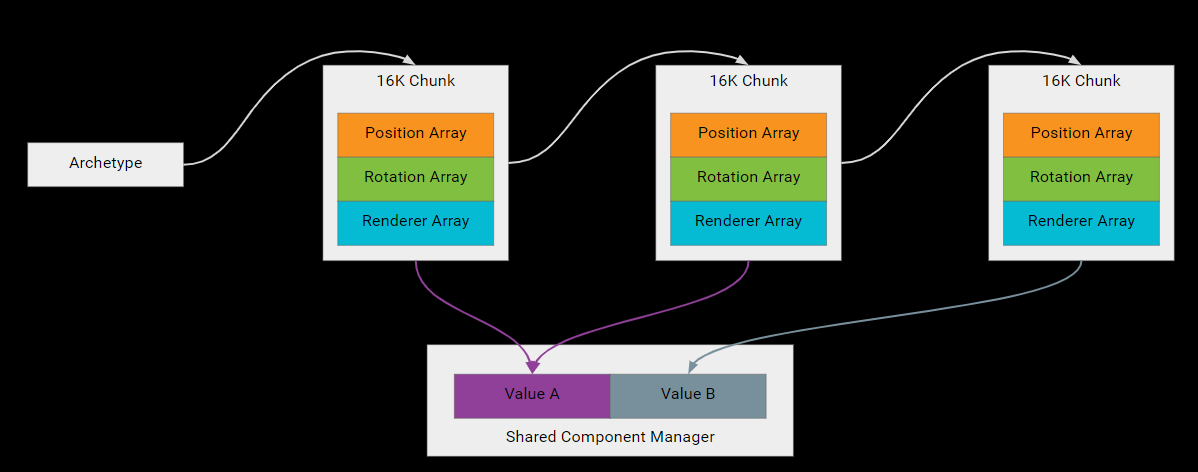 16K Chunk
Position Array
Rotation Array
Renderer Array
16K Chunk
Position Array
Rotation Array
Renderer Array
16K Chunk
Position Array
Rotation Array
Renderer Array
Archetype
Value A
Value B
Shared Component Manager